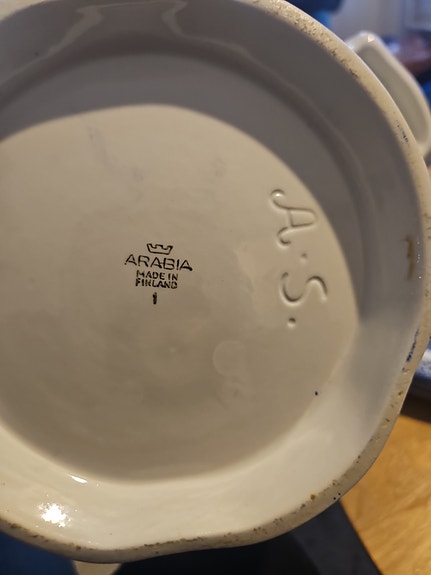 ARABIA
MADE IN
FINLAND
1
A.S.